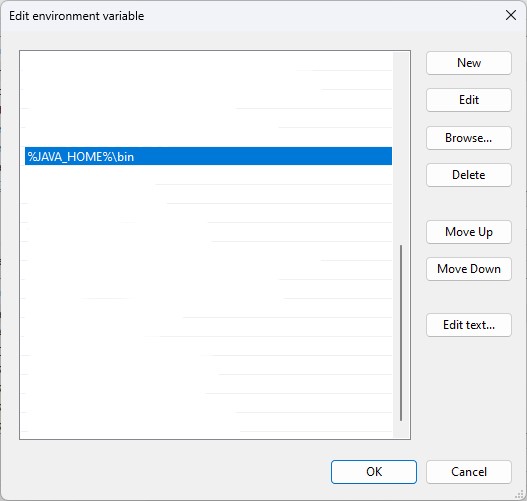 Edit environment variable
%JAVA_HOME%\bin
New
Edit
Browse...
Delete
Move Up
Move Down
Edit text...
OK
Cancel